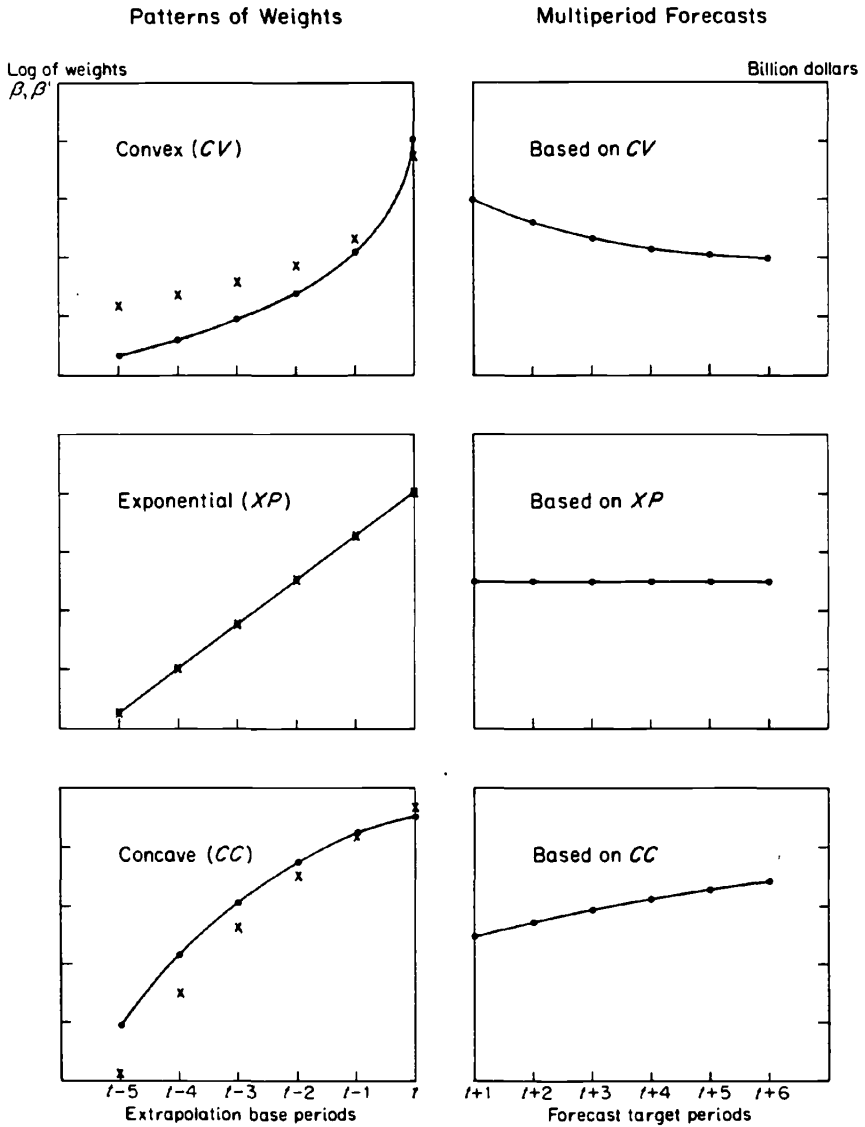 Patterns of Weights
Multiperiod Forecasts
Log of weights
β, β'
Billion dollars
Convex (CV)
Based on CV
Exponential (XP)
Based on XP
Concave (CC)
Based on CC
t-5 t-4 t-3 t-2 t-1 t
Extrapolation base periods
t+1 t+2 t+3 t+4 t+5 t+6
Forecast target periods